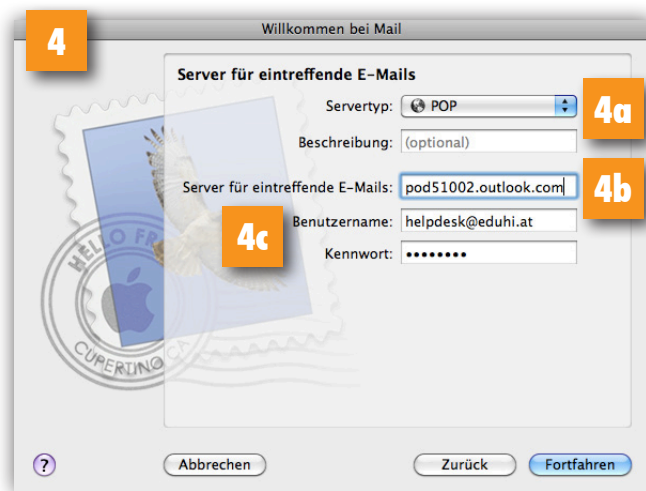 4
Willkommen bei Mail
Server für eintreffende E-Mails
Servertyp: POP
4a
Beschreibung: (optional)
Server für eintreffende E-Mails: pod51002.outlook.com
4b
4c
Benutzername: helpdesk@eduhi.at
Kennwort: ••••••••
HELLO FR
CUPERTINO CA
?
Abbrechen
Zurück
Fortfahren